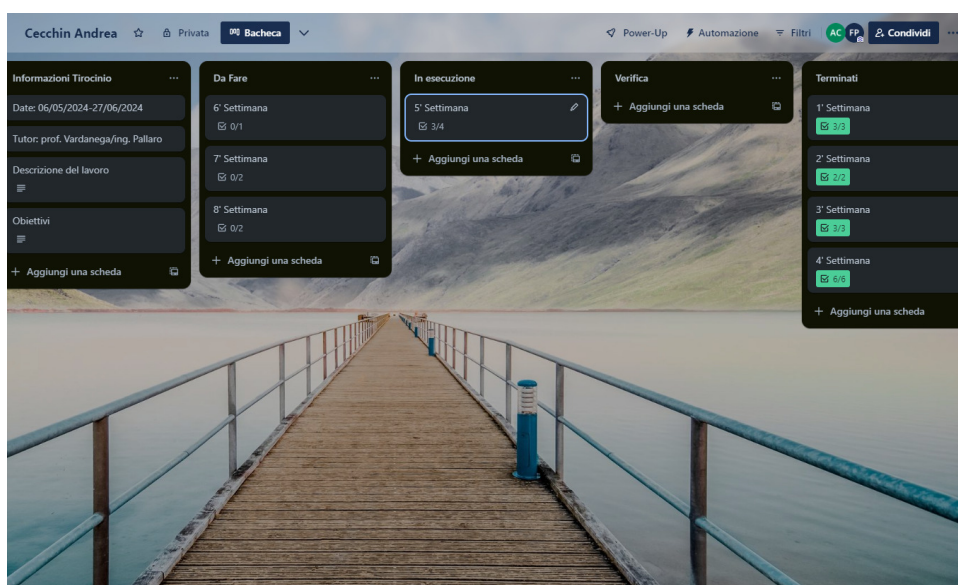 Cecchin Andrea Privata Bacheca Power-Up Automazione Filtri AC FP Condividi
Informazioni Tirocinio
Date: 06/05/2024-27/06/2024
Tutor: prof. Vardanega/ing. Pallaro
Descrizione del lavoro
Obiettivi
+ Aggiungi una scheda
Da Fare
6' Settimana
0/1
7' Settimana
0/2
8' Settimana
0/2
+ Aggiungi una scheda
In esecuzione
5' Settimana
3/4
+ Aggiungi una scheda
Verifica
+ Aggiungi una scheda
Terminati
1' Settimana
3/3
2' Settimana
2/2
3' Settimana
3/3
4' Settimana
6/6
+ Aggiungi una scheda